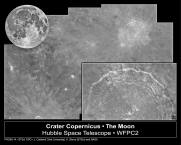 Crater Copernicus • The Moon
Hubble Space Telescope • WFPC2